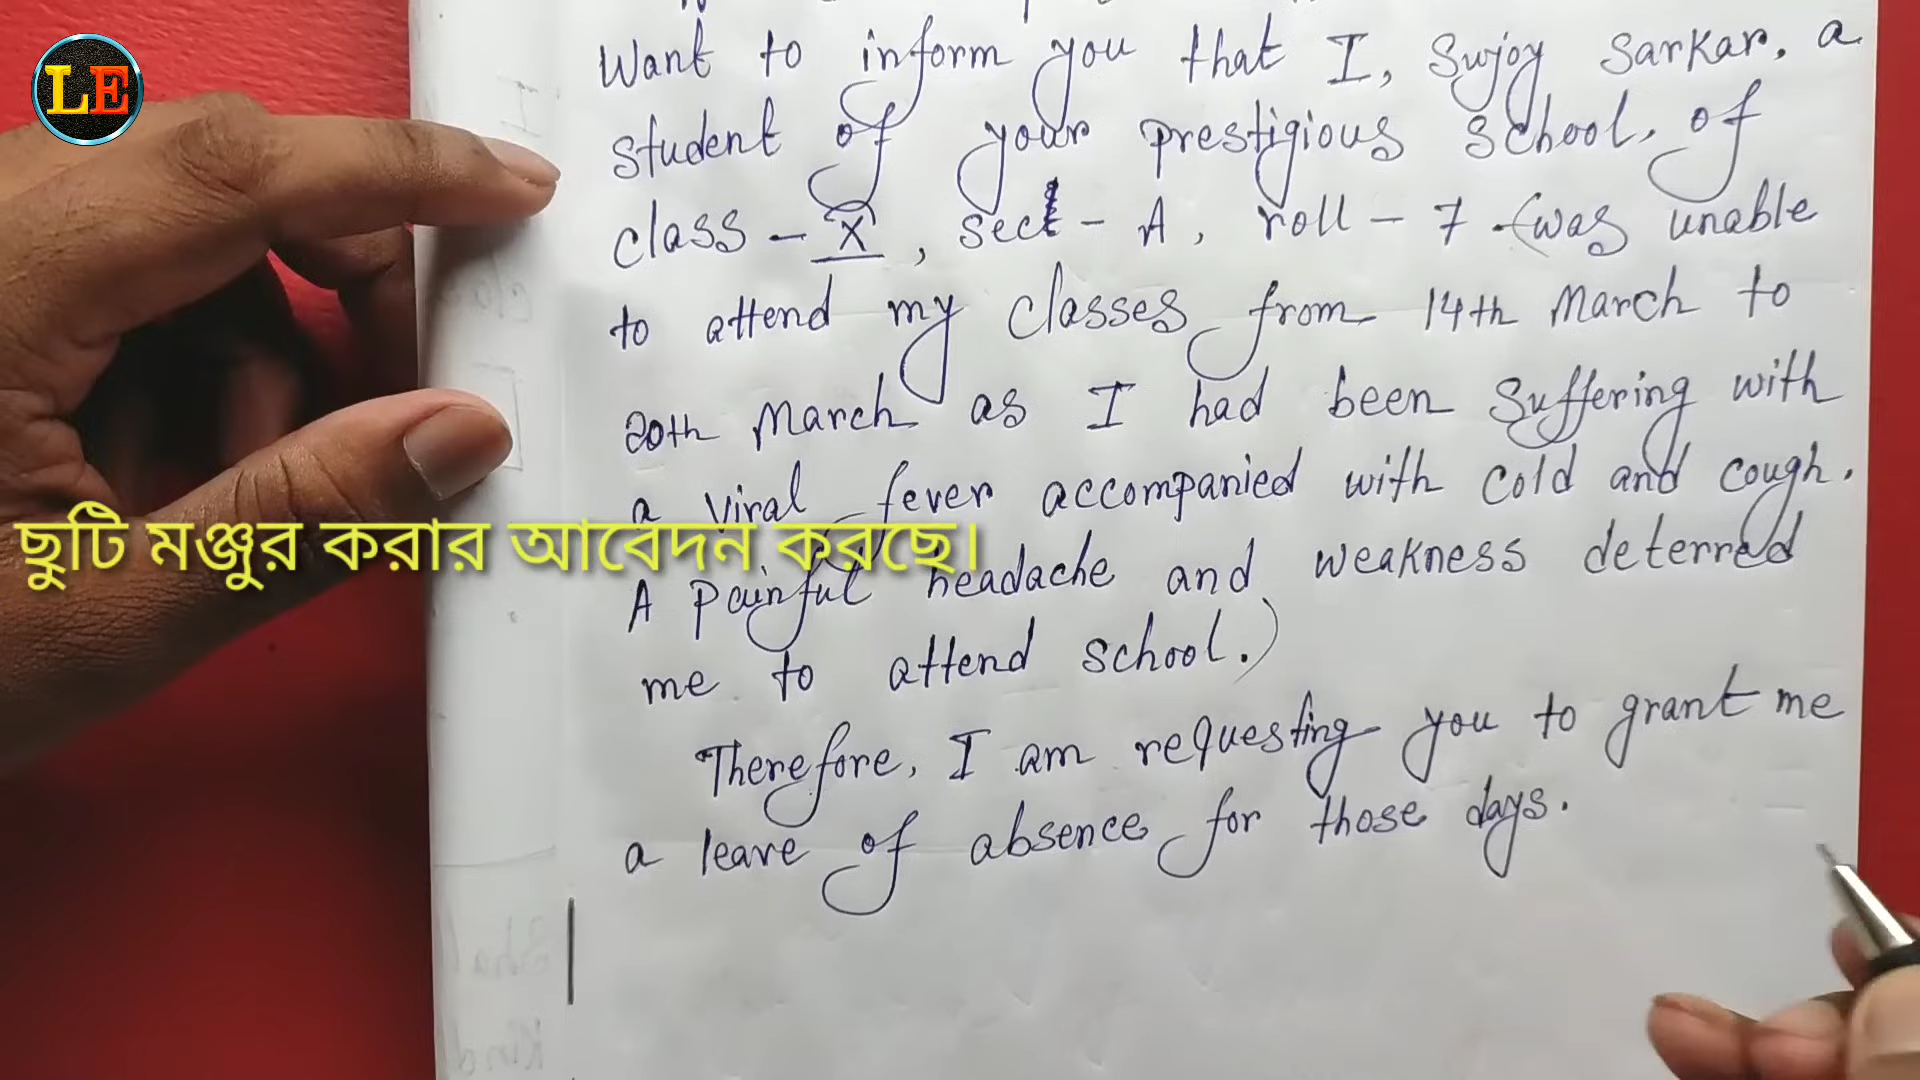 LE
Want to inform you that I, Sujoy Sarkar, a
student of your prestigious school, of
class - X, sect - A, roll - 7 (was unable
to attend my classes from 14th March to
20th March as I had been suffering with
a viral fever accompanied with cold and cough.
ছুটি মঞ্জুর করার আবেদন করছে।
A painful headache and weakness deterred
me to attend school.)
Therefore, I am requesting you to grant me
a leave of absence for those days.